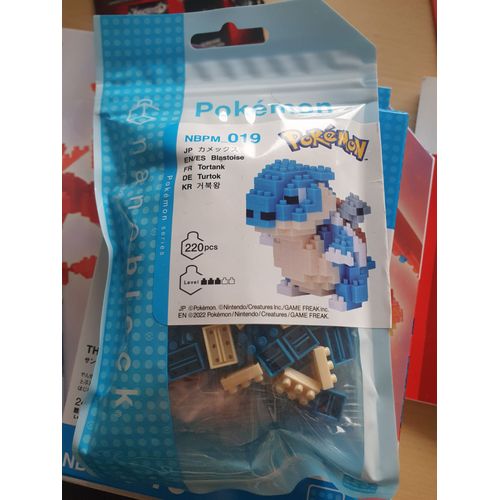 Pokémon
NBPM_019
POKÉMON
JP カメックス
EN/ES Blastoise
FR Tortank
DE Turtok
KR 거북왕
220pcs
Level
JP ©Pokémon. ©Nintendo/Creatures Inc./GAME FREAK inc.
EN ©2022 Pokémon/Nintendo/Creatures/GAME FREAK.
nanoblock
Pokémon series